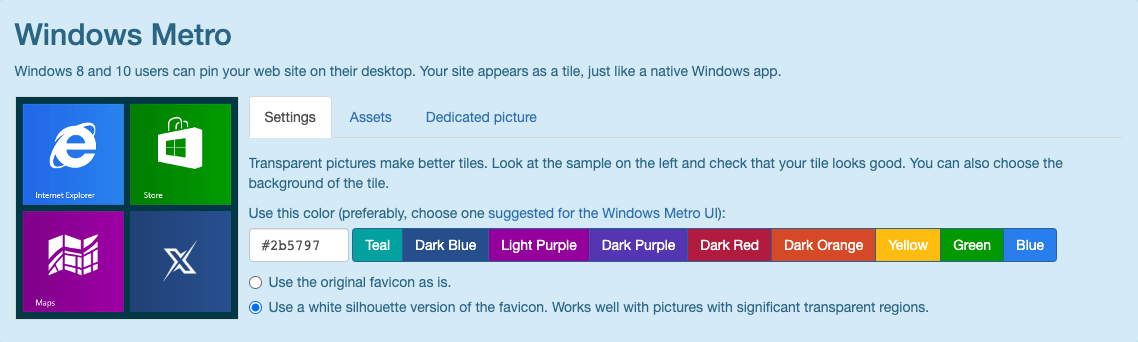 Windows Metro
Windows 8 and 10 users can pin your web site on their desktop. Your site appears as a tile, just like a native Windows app.
Internet Explorer
Store
Maps
Settings
Assets
Dedicated picture
Transparent pictures make better tiles. Look at the sample on the left and check that your tile looks good. You can also choose the
background of the tile.
Use this color (preferably, choose one suggested for the Windows Metro UI):
#2b5797
Teal
Dark Blue
Light Purple
Dark Purple
Dark Red
Dark Orange
Yellow
Green
Blue
Use the original favicon as is.
Use a white silhouette version of the favicon. Works well with pictures with significant transparent regions.